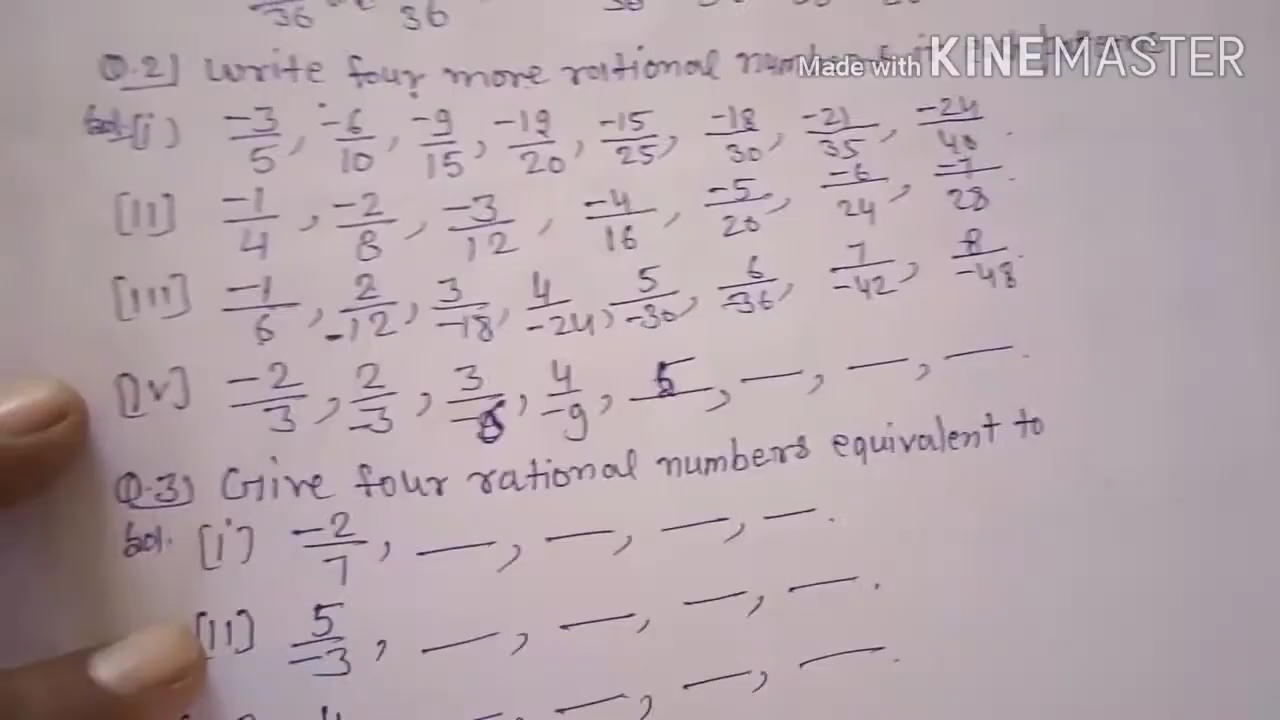 36 36
Made with KINEMASTER
Q.2) Write four more rational
Sol. (i) -3/5, -6/10, -9/15, -12/20, -15/25, -18/30, -21/35, -24/40.
[II] -1/4, -2/8, -3/12, -4/16, -5/20, -6/24, -7/28.
[III] -1/6, 2/-12, 3/-18, 4/-24, 5/-30, 6/-36, 7/-42, 8/-48.
[IV] -2/3, 2/-3, 3/-6, 4/-9, 5/—, —, —, —.
Q.3) Give four rational numbers equivalent to
Sol. [i] -2/7, —, —, —, —.
[II] 5/-3, —, —, —, —.
4 —, —, —.